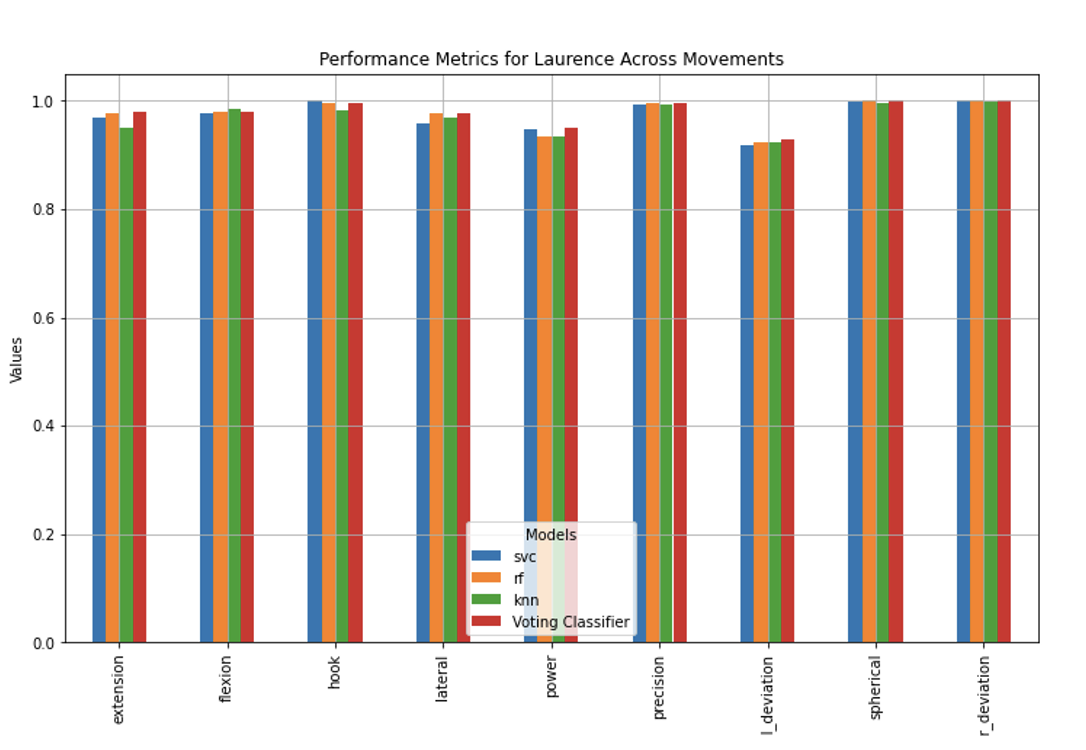 Performance Metrics for Laurence Across Movements
1.0
0.8
0.6
0.4
0.2
0.0
Values
Models
svc
rf
knn
Voting Classifier
extension
flexion
hook
lateral
power
precision
l_deviation
spherical
r_deviation